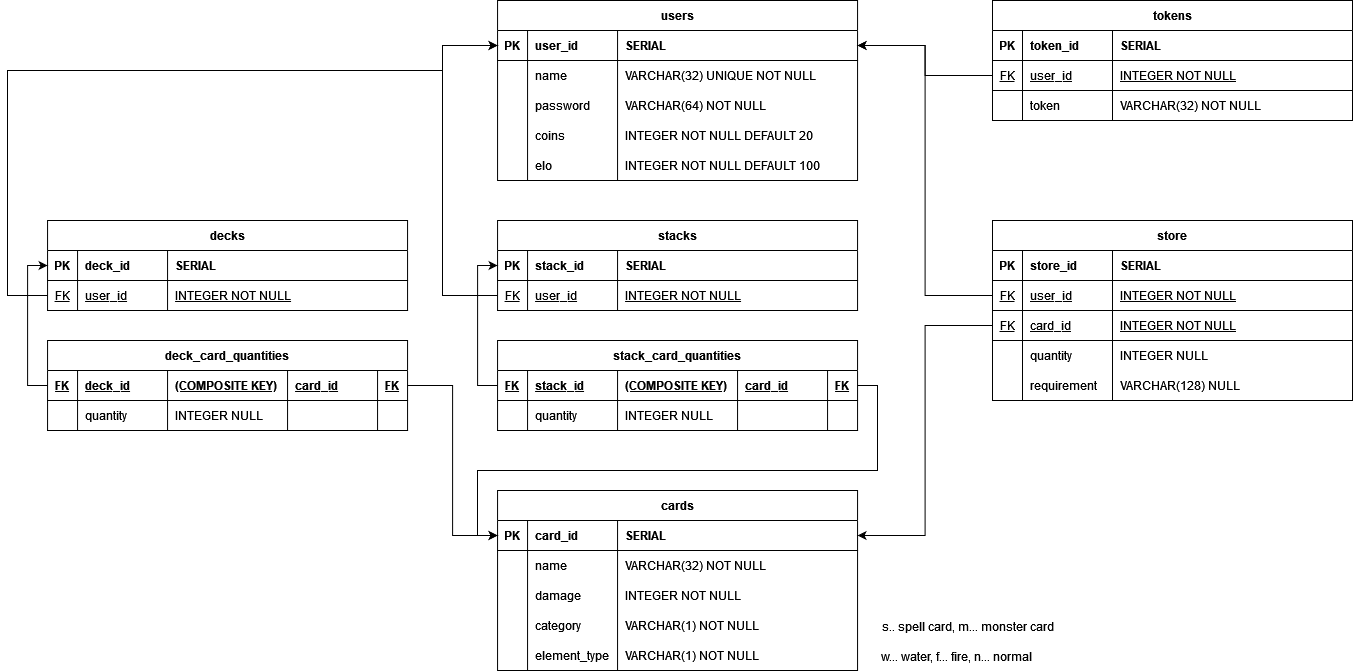 users
PK user_id SERIAL
name VARCHAR(32) UNIQUE NOT NULL
password VARCHAR(64) NOT NULL
coins INTEGER NOT NULL DEFAULT 20
elo INTEGER NOT NULL DEFAULT 100
tokens
PK token_id SERIAL
FK user_id INTEGER NOT NULL
token VARCHAR(32) NOT NULL
decks
PK deck_id SERIAL
FK user_id INTEGER NOT NULL
stacks
PK stack_id SERIAL
FK user_id INTEGER NOT NULL
store
PK store_id SERIAL
FK user_id INTEGER NOT NULL
FK card_id INTEGER NOT NULL
quantity INTEGER NULL
requirement VARCHAR(128) NULL
deck_card_quantities
FK deck_id (COMPOSITE KEY) card_id FK
quantity INTEGER NULL
stack_card_quantities
FK stack_id (COMPOSITE KEY) card_id FK
quantity INTEGER NULL
cards
PK card_id SERIAL
name VARCHAR(32) NOT NULL
damage INTEGER NOT NULL
category VARCHAR(1) NOT NULL
element_type VARCHAR(1) NOT NULL
s.. spell card, m... monster card
w... water, f... fire, n... normal